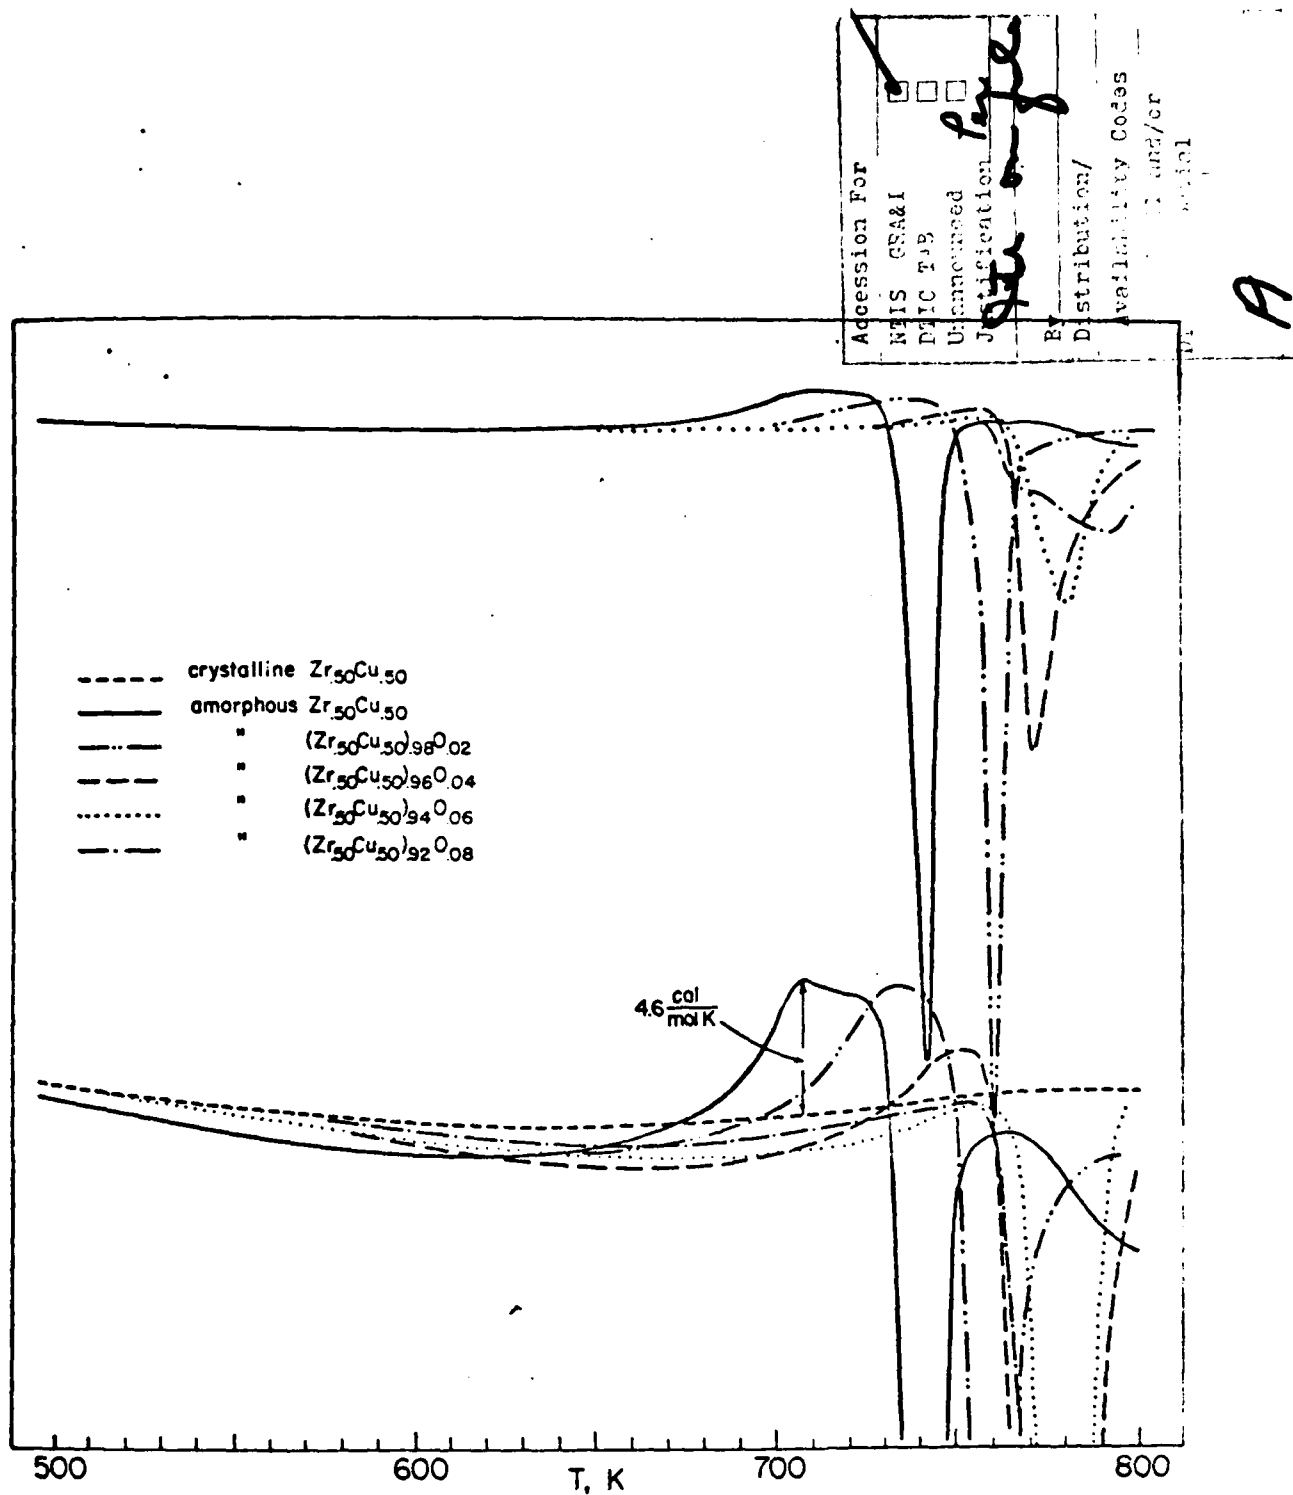 Accession For
NTIS GRA&I
DTIC TAB
Unannounced
Justification
By
Distribution/
Availability Codes
and/or
A
crystalline Zr.50Cu.50
amorphous Zr.50Cu.50
" (Zr.50Cu.50).98O.02
" (Zr.50Cu.50).96O.04
" (Zr.50Cu.50).94O.06
" (Zr.50Cu.50).92O.08
4.6 cal
mol K
500 600 700 800
T, K